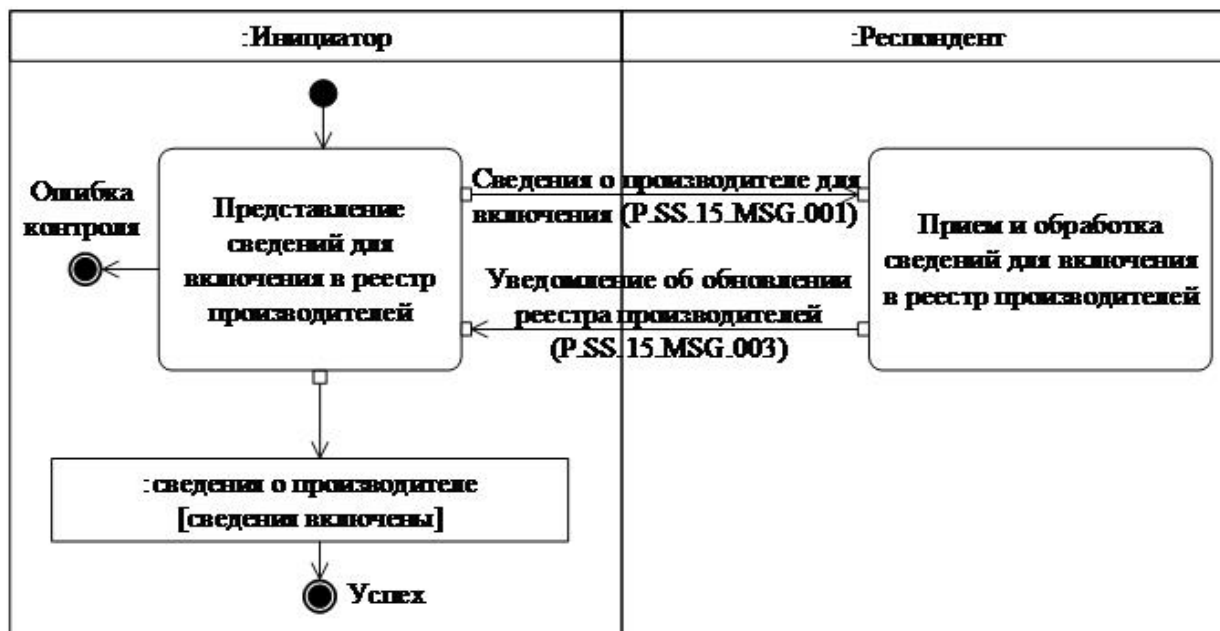 :Инициатор
:Респондент
Ошибка
контроля
Представление
сведений для
включения в реестр
производителей
Сведения о производителе для
включения (P.SS.15.MSG.001)
Уведомление об обновлении
реестра производителей
(P.SS.15.MSG.003)
Прием и обработка
сведений для включения
в реестр производителей
:сведения о производителе
[сведения включены]
Успех